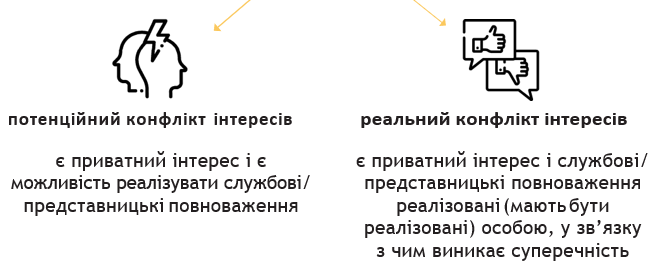 потенційний конфлікт інтересів
є приватний інтерес і є
можливість реалізувати службові/
представницькі повноваження
реальний конфлікт інтересів
є приватний інтерес і службові/
представницькі повноваження
реалізовані (мають бути
реалізовані) особою, у зв’язку
з чим виникає суперечність